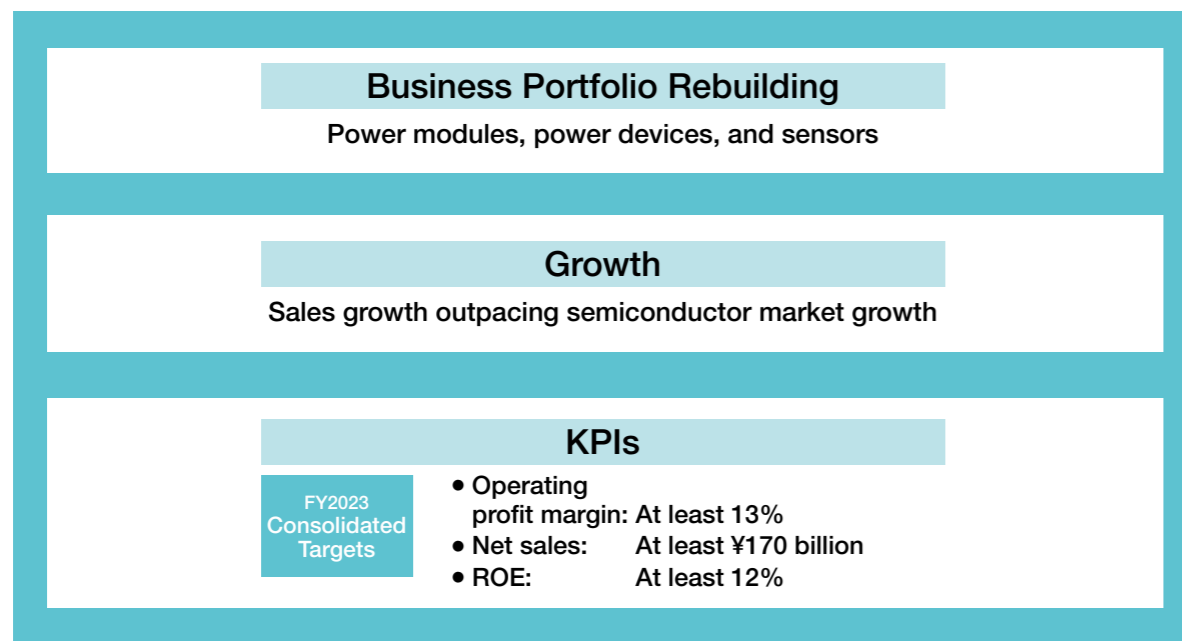 Business Portfolio Rebuilding
Power modules, power devices, and sensors
Growth
Sales growth outpacing semiconductor market growth
KPIs
FY2023
Consolidated
Targets
● Operating
profit margin: At least 13%
● Net sales: At least ¥170 billion
● ROE: At least 12%